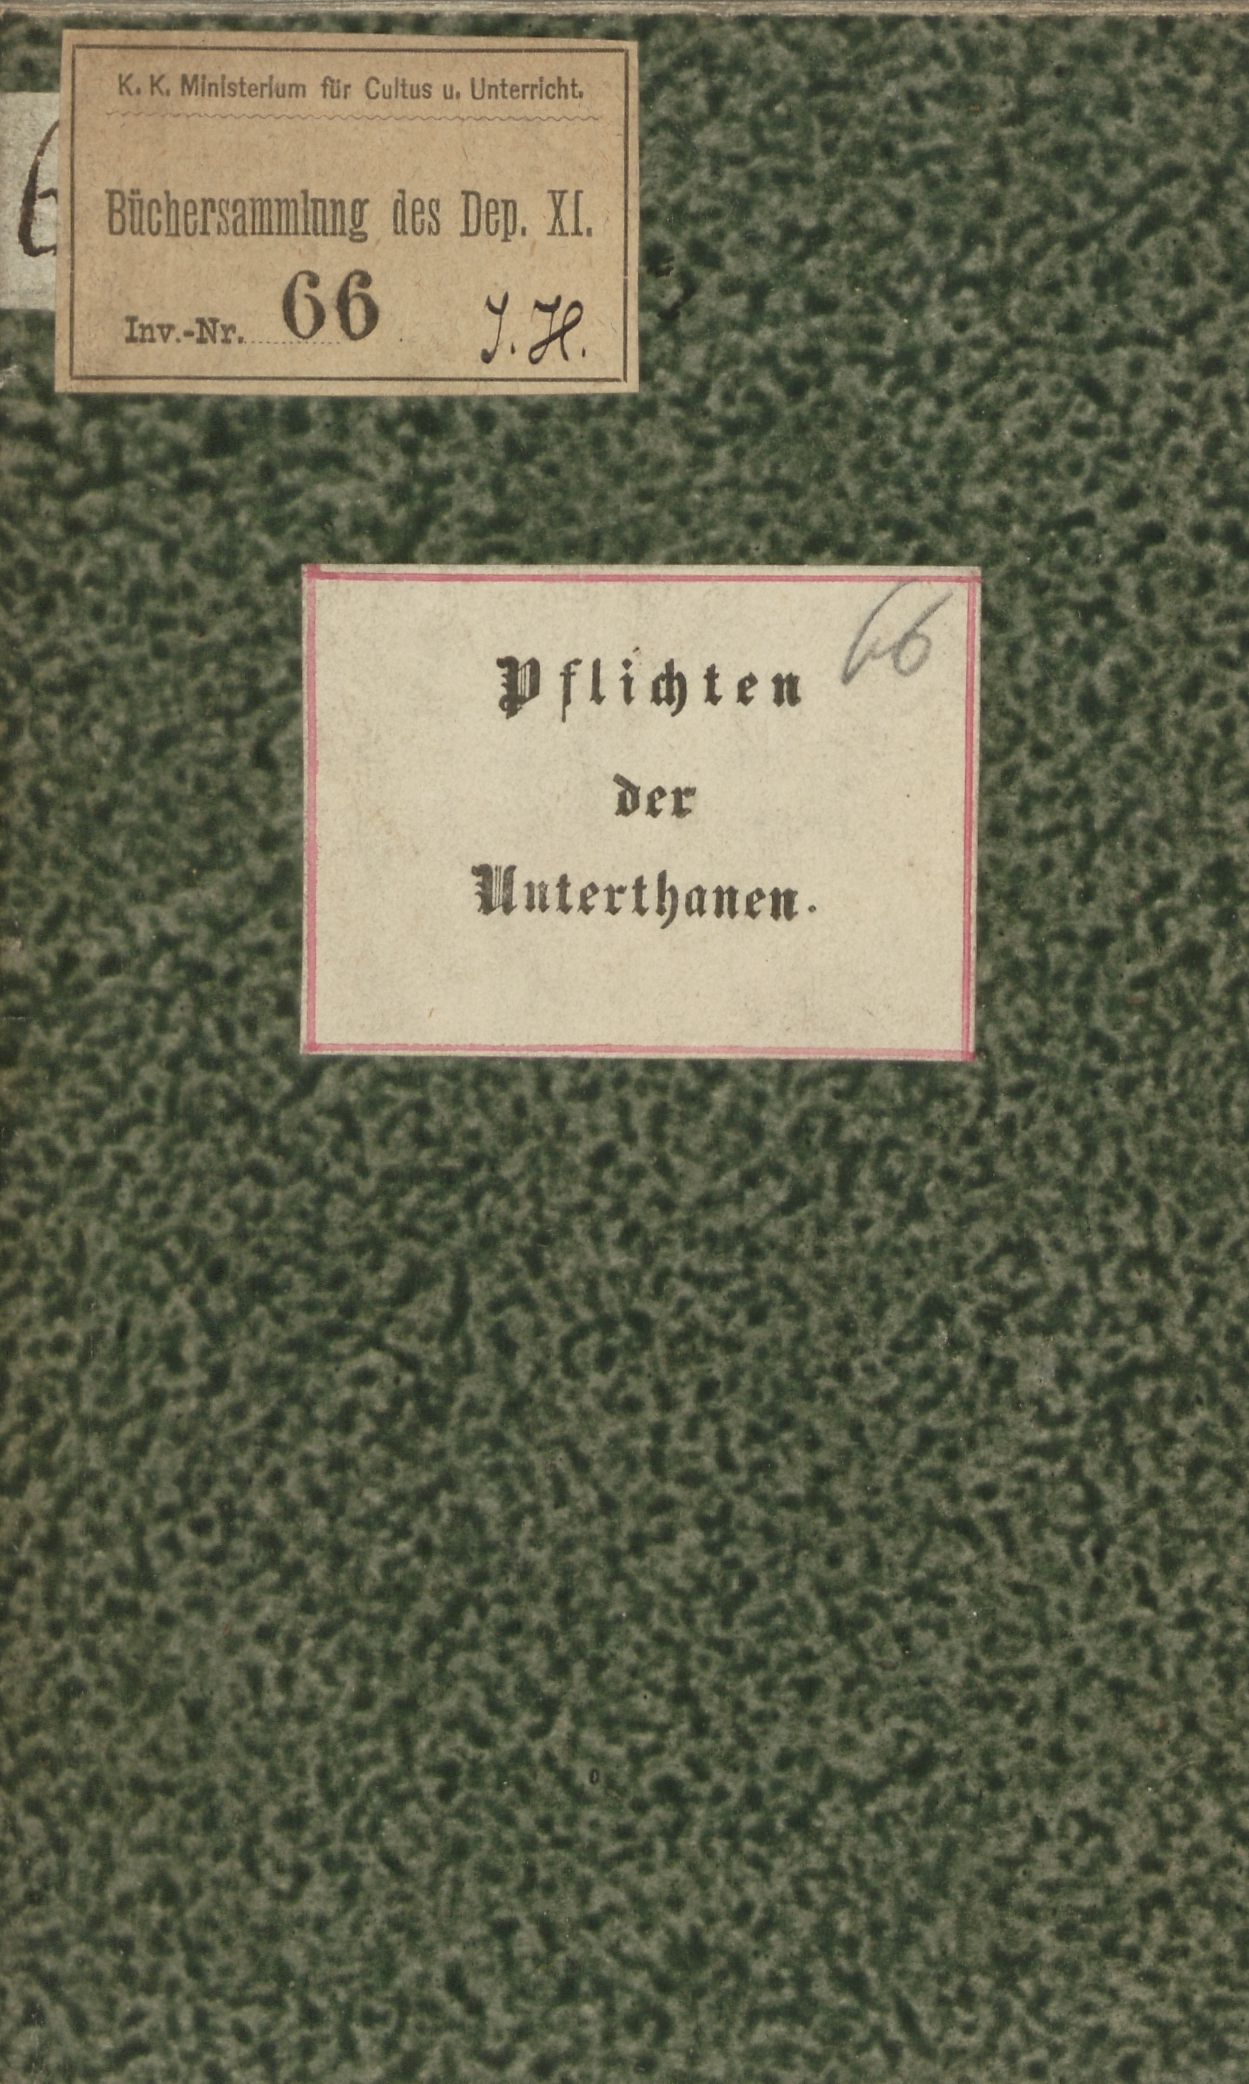 K. K. Ministerium für Cultus u. Unterricht.
Büchersammlung des Dep. XI.
Inv.-Nr. 66 J. H.
66
Pflichten
der
Unterthanen.